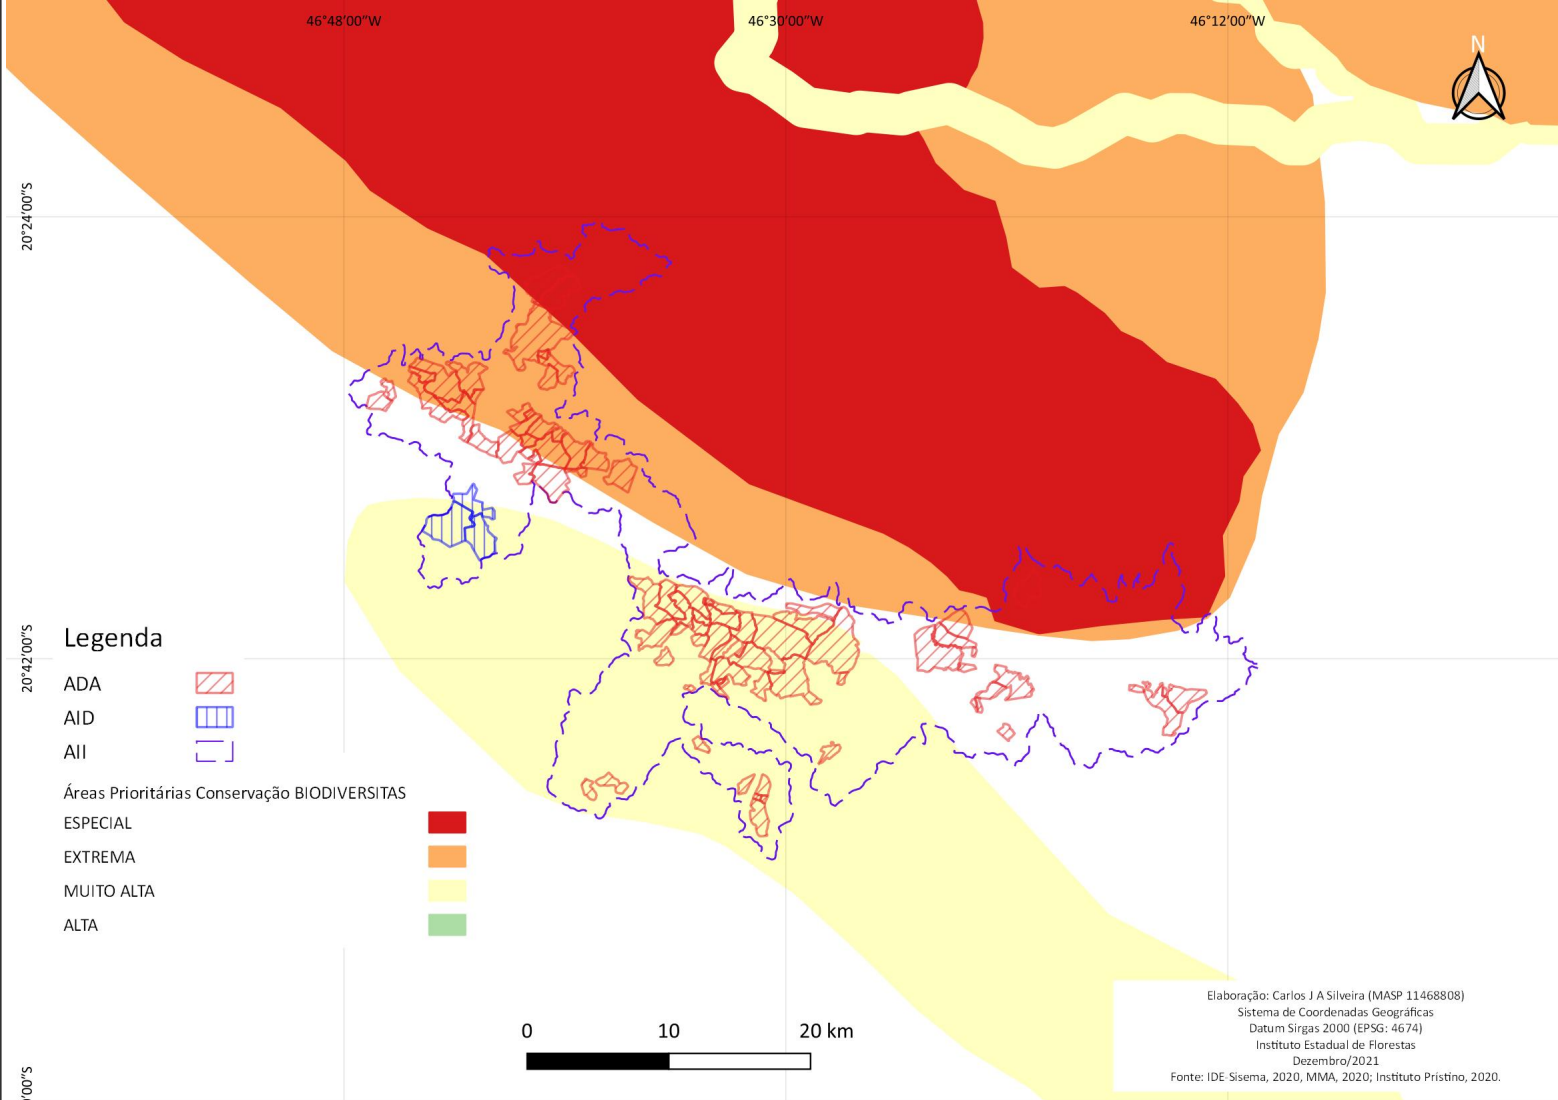 46°48'00"W
46°30'00"W
46°12'00"W
N
20°24'00"S
20°42'00"S
Legenda
ADA
AID
AII
Áreas Prioritárias Conservação BIODIVERSITAS
ESPECIAL
EXTREMA
MUITO ALTA
ALTA
0 10 20 km
Elaboração: Carlos J A Silveira (MASP 11468808)
Sistema de Coordenadas Geográficas
Datum Sirgas 2000 (EPSG: 4674)
Instituto Estadual de Florestas
Dezembro/2021
Fonte: IDE-Sisema, 2020, MMA, 2020; Instituto Pristino, 2020.